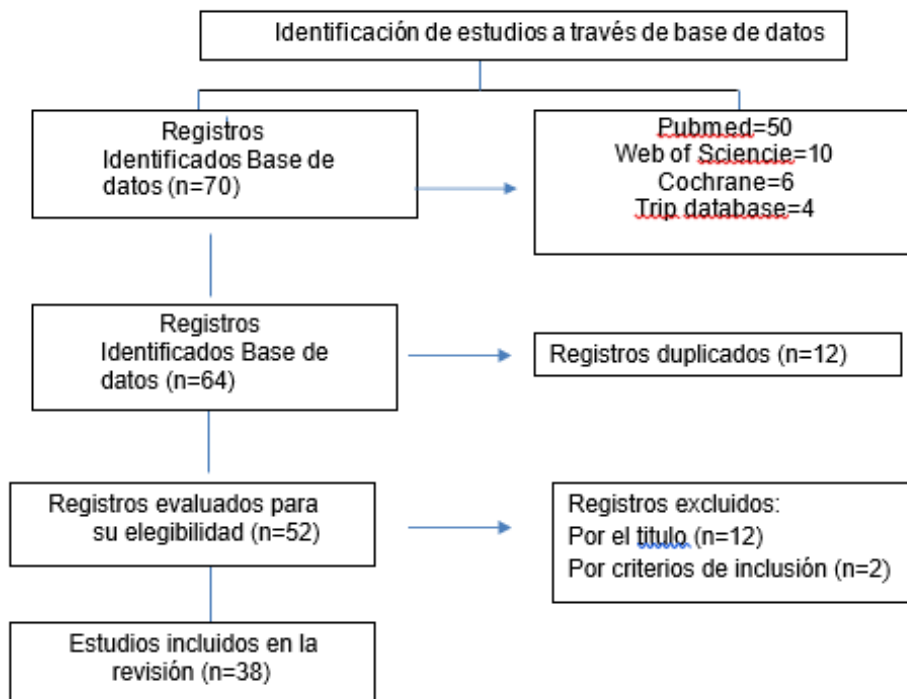 Identificación de estudios a través de base de datos
Registros
Identificados Base de
datos (n=70)
Pubmed=50
Web of Sciencie=10
Cochrane=6
Trip database=4
Registros
Identificados Base de
datos (n=64)
Registros duplicados (n=12)
Registros evaluados para
su elegibilidad (n=52)
Registros excluidos:
Por el titulo (n=12)
Por criterios de inclusión (n=2)
Estudios incluidos en la
revisión (n=38)